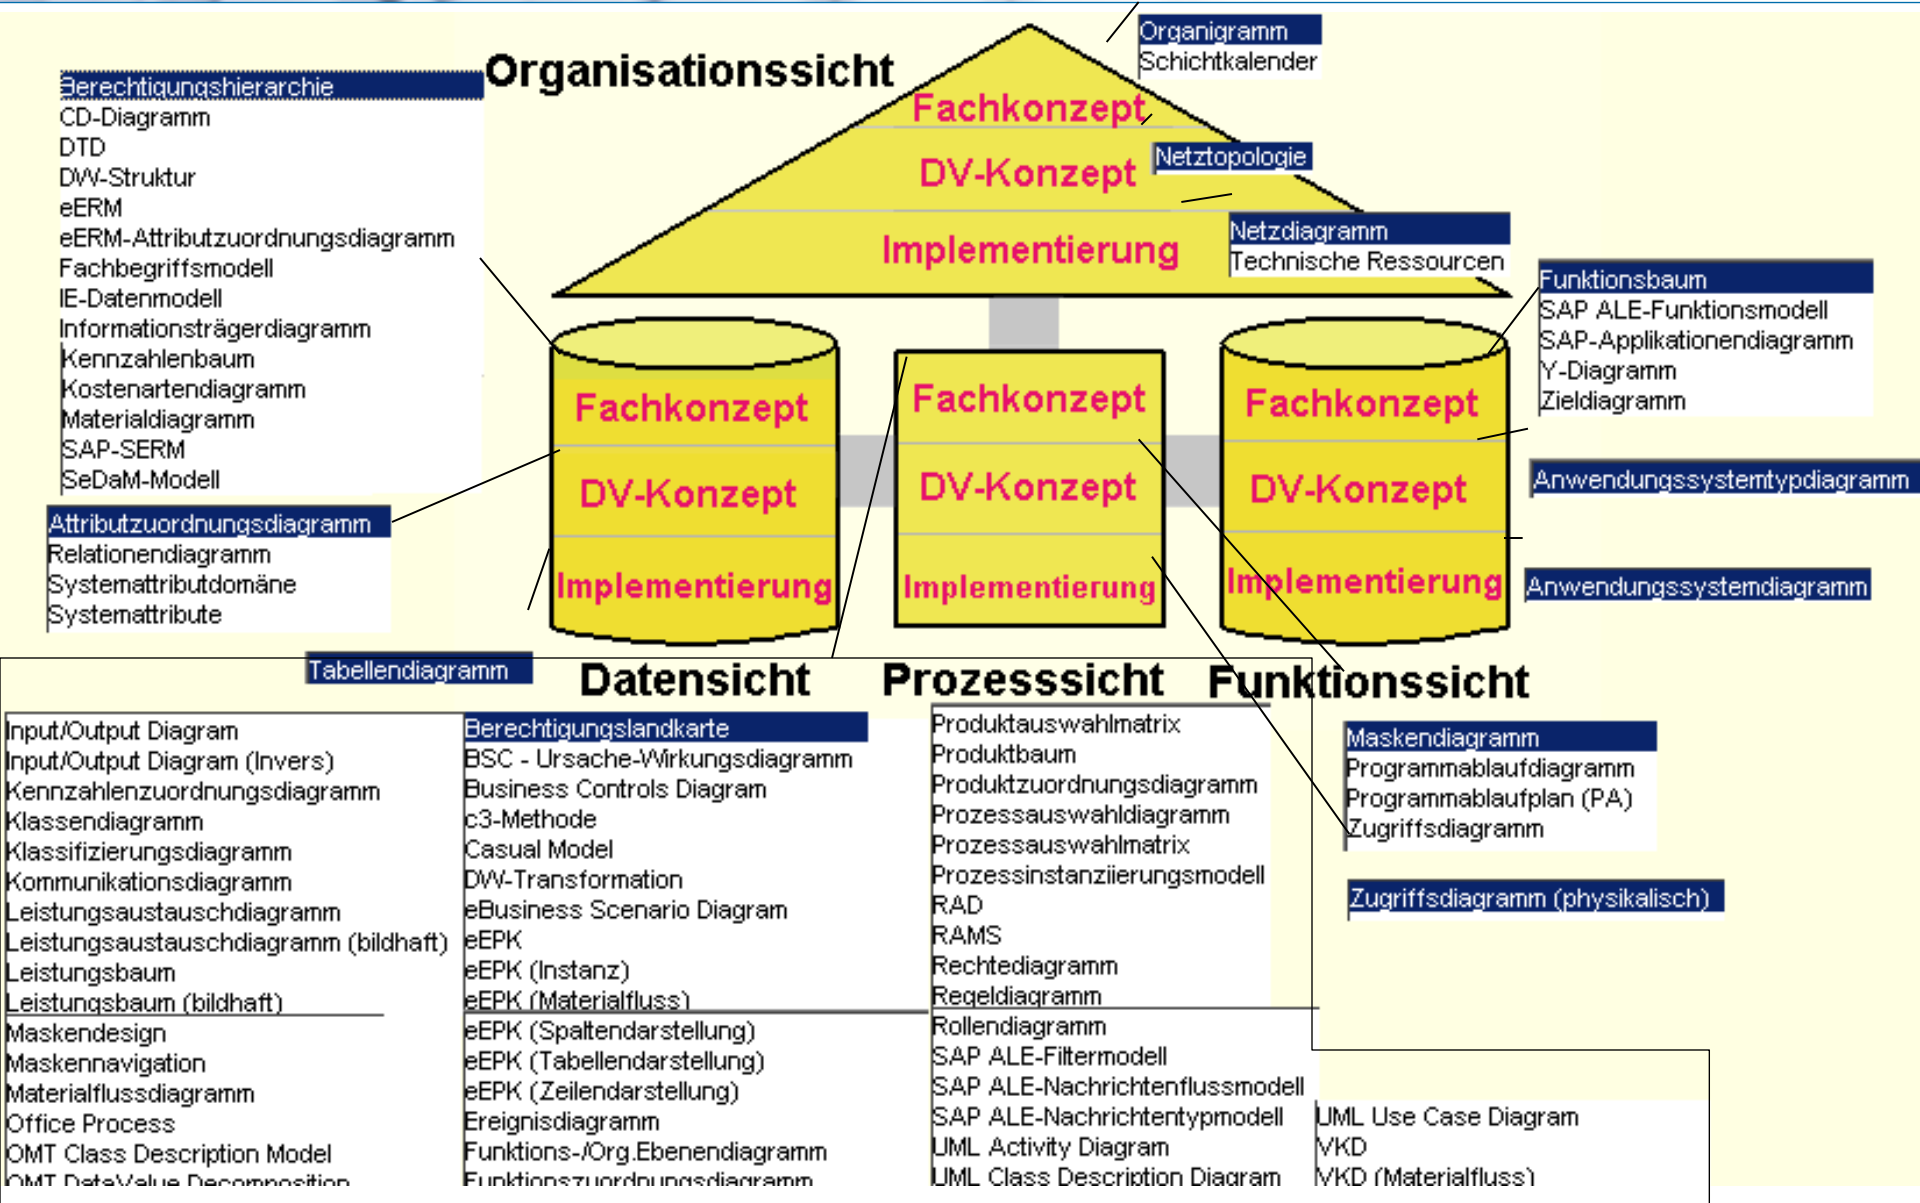 Organisationssicht
Organigramm
Schichtkalender
Fachkonzept
DV-Konzept
Implementierung
Netztopologie
Netzdiagramm
Technische Ressourcen
Berechtigungshierarchie
CD-Diagramm
DTD
DW-Struktur
eERM
eERM-Attributzuordnungsdiagramm
Fachbegriffsmodell
IE-Datenmodell
Informationsträgerdiagramm
Kennzahlenbaum
Kostenartendiagramm
Materialdiagramm
SAP-SERM
SeDaM-Modell
Attributzuordnungsdiagramm
Relationendiagramm
Systemattributdomäne
Systemattribute
Tabellendiagramm
Fachkonzept
DV-Konzept
Implementierung
Datensicht
Fachkonzept
DV-Konzept
Implementierung
Prozesssicht
Fachkonzept
DV-Konzept
Implementierung
Funktionssicht
Funktionsbaum
SAP ALE-Funktionsmodell
SAP-Applikationendiagramm
Y-Diagramm
Zieldiagramm
Anwendungssystemtypdiagramm
Anwendungssystemdiagramm
Input/Output Diagram
Input/Output Diagram (Invers)
Kennzahlenzuordnungsdiagramm
Klassendiagramm
Klassifizierungsdiagramm
Kommunikationsdiagramm
Leistungsaustauschdiagramm
Leistungsaustauschdiagramm (bildhaft)
Leistungsbaum
Leistungsbaum (bildhaft)
Maskendesign
Maskennavigation
Materialflussdiagramm
Office Process
OMT Class Description Model
OMT DataValue Decomposition
Berechtigungslandkarte
BSC - Ursache-Wirkungsdiagramm
Business Controls Diagram
c3-Methode
Casual Model
DW-Transformation
eBusiness Scenario Diagram
eEPK
eEPK (Instanz)
eEPK (Materialfluss)
eEPK (Spaltendarstellung)
eEPK (Tabellendarstellung)
eEPK (Zeilendarstellung)
Ereignisdiagramm
Funktions-/Org.Ebenendiagramm
Funktionszuordnungsdiagramm
Produktauswahlmatrix
Produktbaum
Produktzuordnungsdiagramm
Prozessauswahldiagramm
Prozessauswahlmatrix
Prozessinstanziierungsmodell
RAD
RAMS
Rechtediagramm
Regeldiagramm
Rollendiagramm
SAP ALE-Filtermodell
SAP ALE-Nachrichtenflussmodell
SAP ALE-Nachrichtentypmodell
UML Activity Diagram
UML Class Description Diagram
UML Use Case Diagram
VKD
VKD (Materialfluss)
Maskendiagramm
Programmablaufdiagramm
Programmablaufplan (PA)
Zugriffsdiagramm
Zugriffsdiagramm (physikalisch)